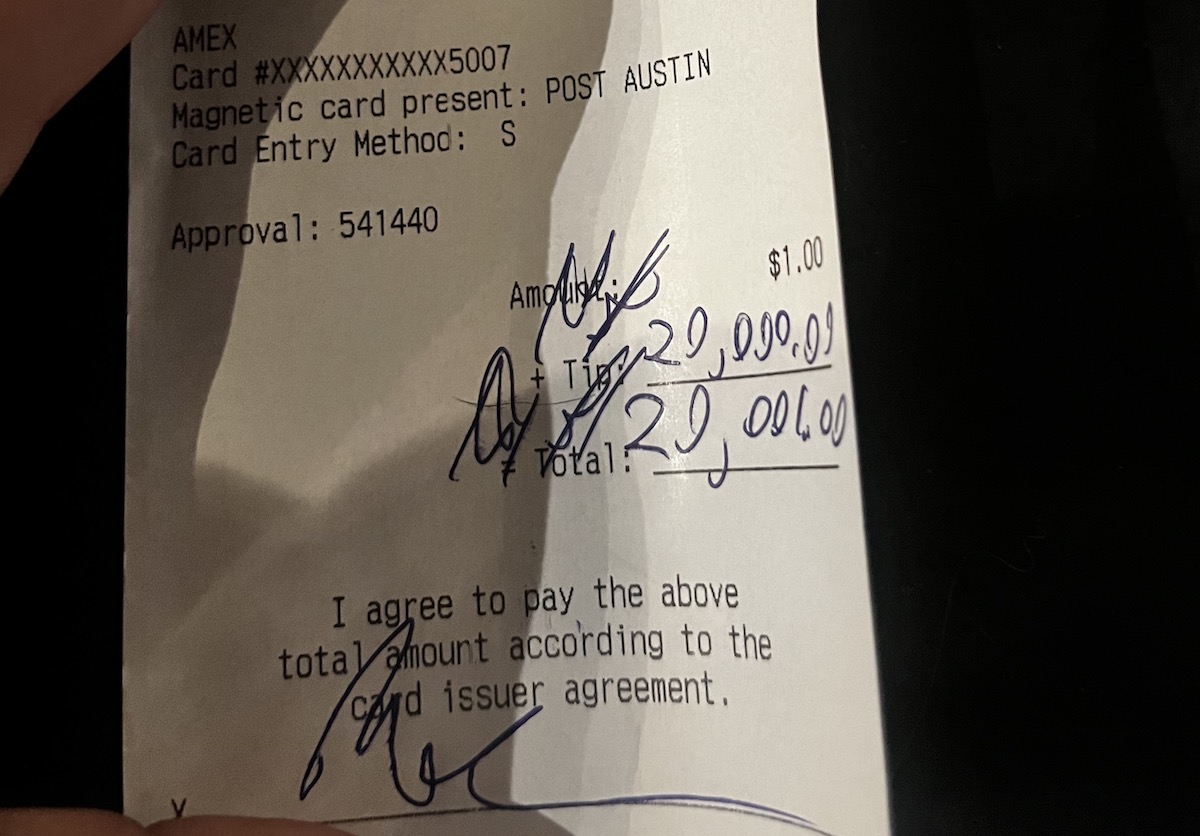 AMEX
Card #XXXXXXXXXXX5007
Magnetic card present: POST AUSTIN
Card Entry Method: S
Approval: 541440
Amount: $1.00
+ Tip: 20,000.00
= Total: 20,001.00
I agree to pay the above
total amount according to the
card issuer agreement.
X